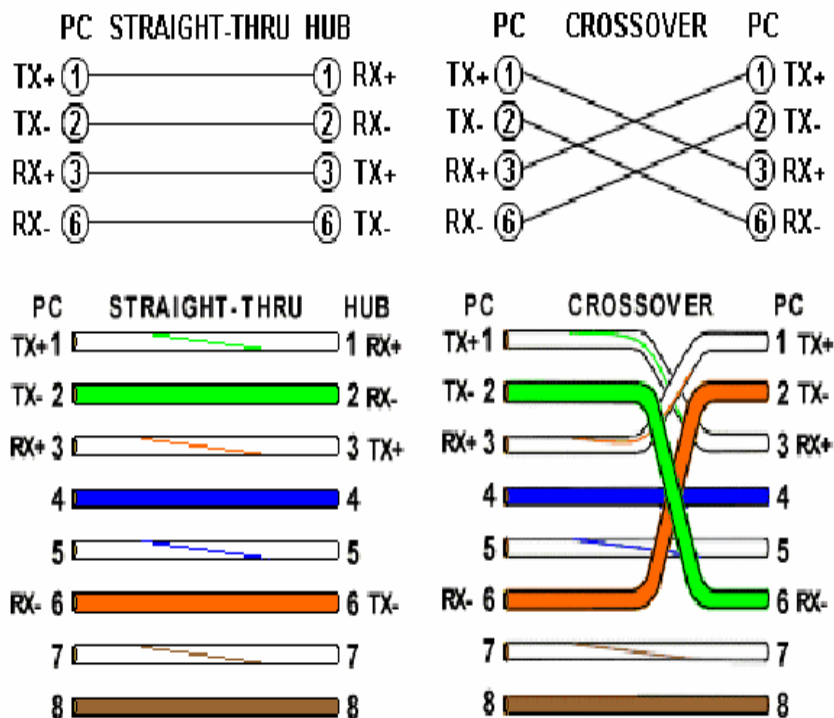 PC STRAIGHT-THRU HUB
TX+ 1 1 RX+
TX- 2 2 RX-
RX+ 3 3 TX+
RX- 6 6 TX-
PC CROSSOVER PC
TX+ 1 1 TX+
TX- 2 2 TX-
RX+ 3 3 RX+
RX- 6 6 RX-
PC STRAIGHT-THRU HUB
TX+ 1 1 RX+
TX- 2 2 RX-
RX+ 3 3 TX+
4 4
5 5
RX- 6 6 TX-
7 7
8 8
PC CROSSOVER PC
TX+ 1 1 TX+
TX- 2 2 TX-
RX+ 3 3 RX+
4 4
5 5
RX- 6 6 RX-
7 7
8 8